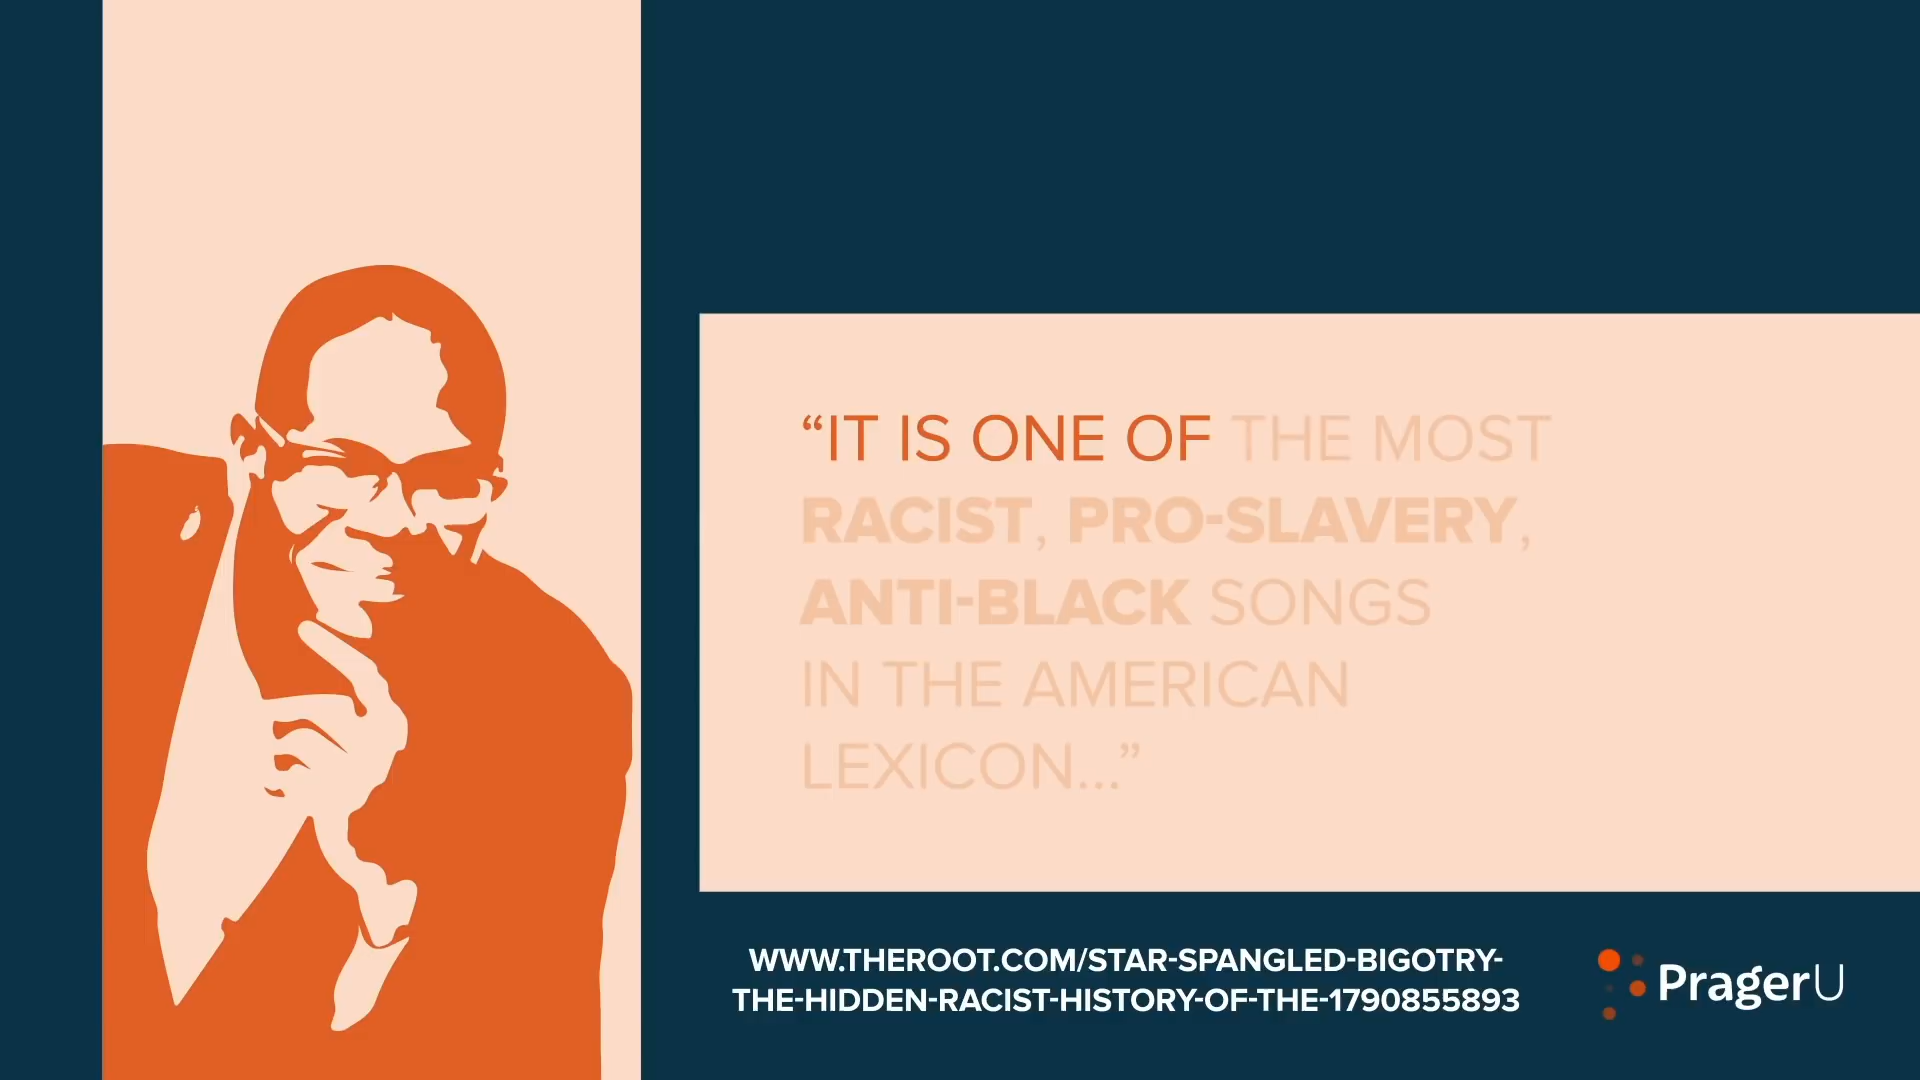 “IT IS ONE OF THE MOST
RACIST, PRO-SLAVERY,
ANTI-BLACK SONGS
IN THE AMERICAN
LEXICON...”
WWW.THEROOT.COM/STAR-SPANGLED-BIGOTRY-
THE-HIDDEN-RACIST-HISTORY-OF-THE-1790855893
PragerU